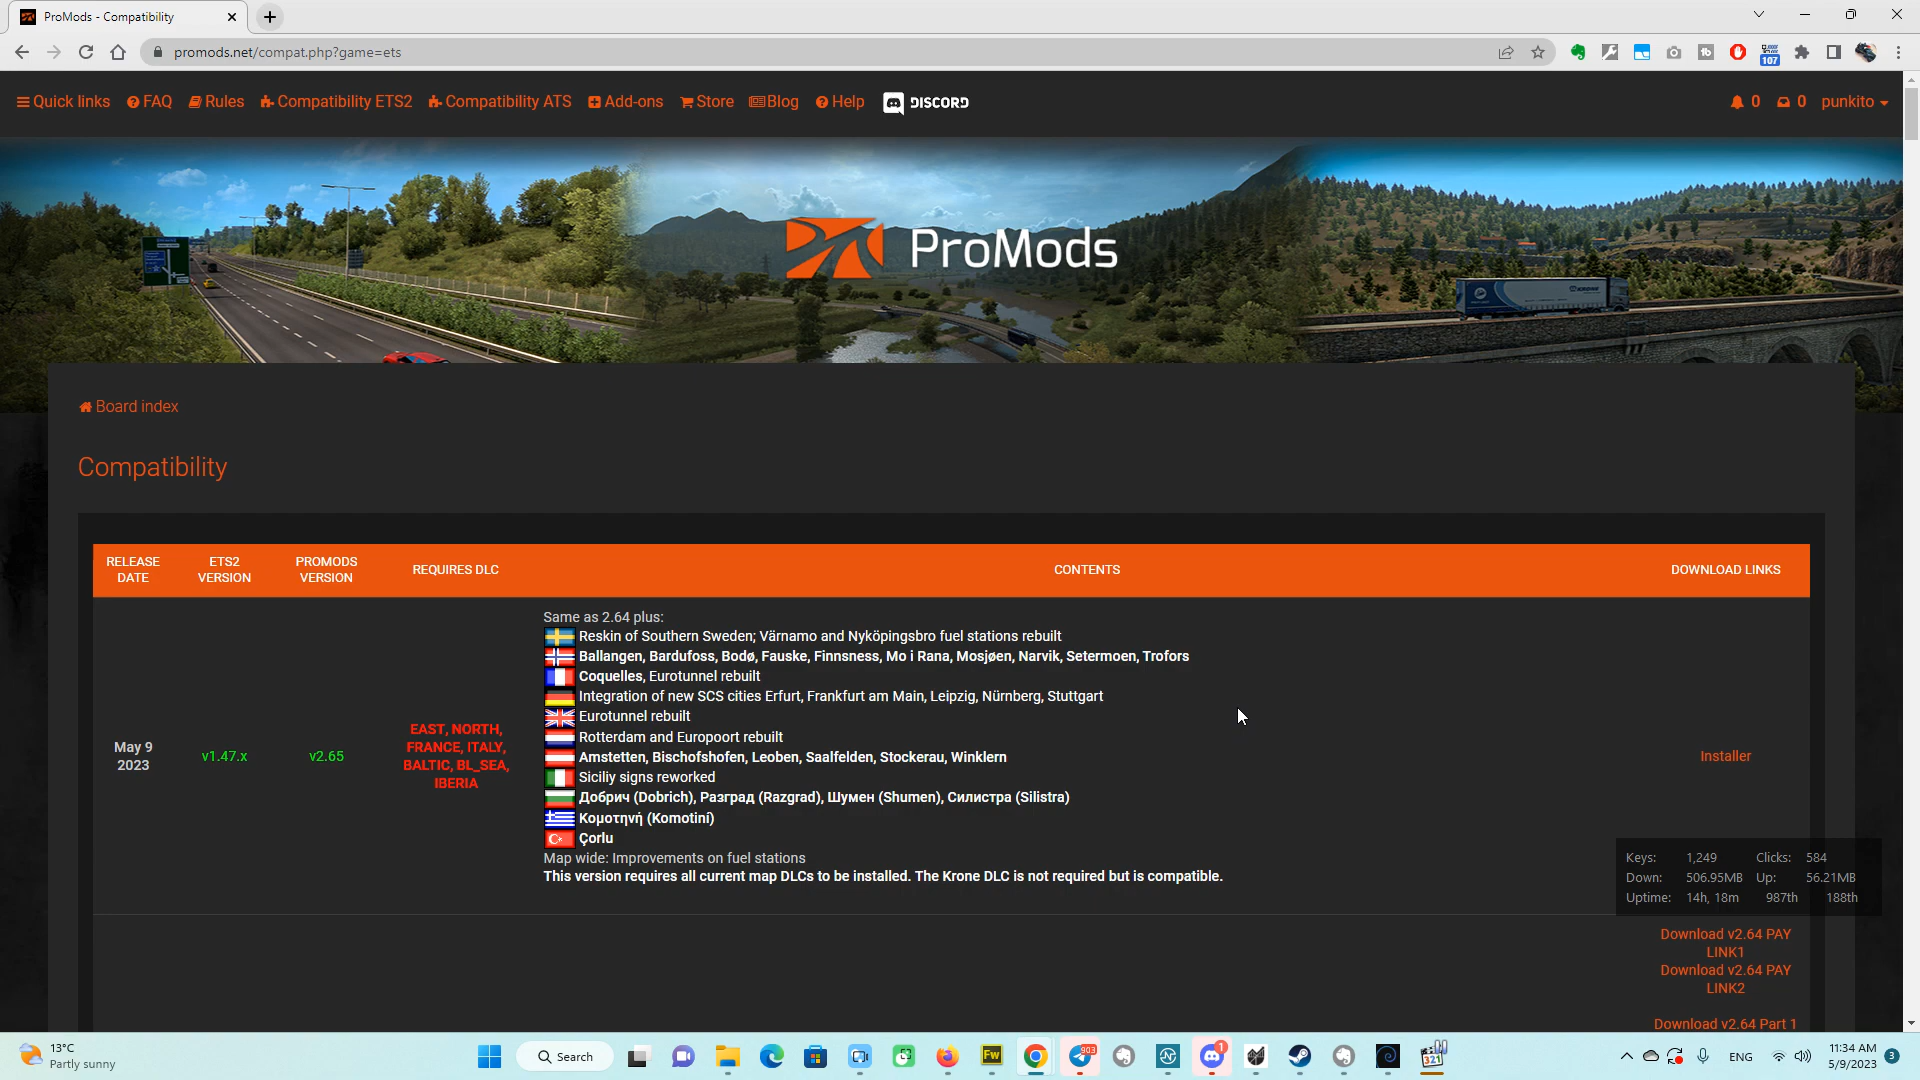 ProMods - Compatibility
promods.net/compat.php?game=ets
107
Quick links FAQ Rules Compatibility ETS2 Compatibility ATS Add-ons Store Blog Help DISCORD 0 0 punkito
ProMods
Board index
Compatibility
RELEASE DATE ETS2 VERSION PROMODS VERSION REQUIRES DLC CONTENTS DOWNLOAD LINKS
Same as 2.64 plus:
Reskin of Southern Sweden; Värnamo and Nyköpingsbro fuel stations rebuilt
Ballangen, Bardufoss, Bodø, Fauske, Finnsness, Mo i Rana, Mosjøen, Narvik, Setermoen, Trofors
Coquelles, Eurotunnel rebuilt
Integration of new SCS cities Erfurt, Frankfurt am Main, Leipzig, Nürnberg, Stuttgart
Eurotunnel rebuilt
Rotterdam and Europoort rebuilt
Amstetten, Bischofshofen, Leoben, Saalfelden, Stockerau, Winklern
Siciliy signs reworked
Добрич (Dobrich), Разград (Razgrad), Шумен (Shumen), Силистра (Silistra)
Κομοτηνή (Komotiní)
Çorlu
Map wide: Improvements on fuel stations
This version requires all current map DLCs to be installed. The Krone DLC is not required but is compatible.
May 9
2023
v1.47.x
v2.65
EAST, NORTH,
FRANCE, ITALY,
BALTIC, BL_SEA,
IBERIA
Installer
Keys: 1,249 Clicks: 584
Down: 506.95MB Up: 56.21MB
Uptime: 14h, 18m 987th 188th
Download v2.64 PAY
LINK1
Download v2.64 PAY
LINK2
Download v2.64 Part 1
13°C
Partly sunny
Search
Fw
903
1
321
ENG
11:34 AM
5/9/2023
3